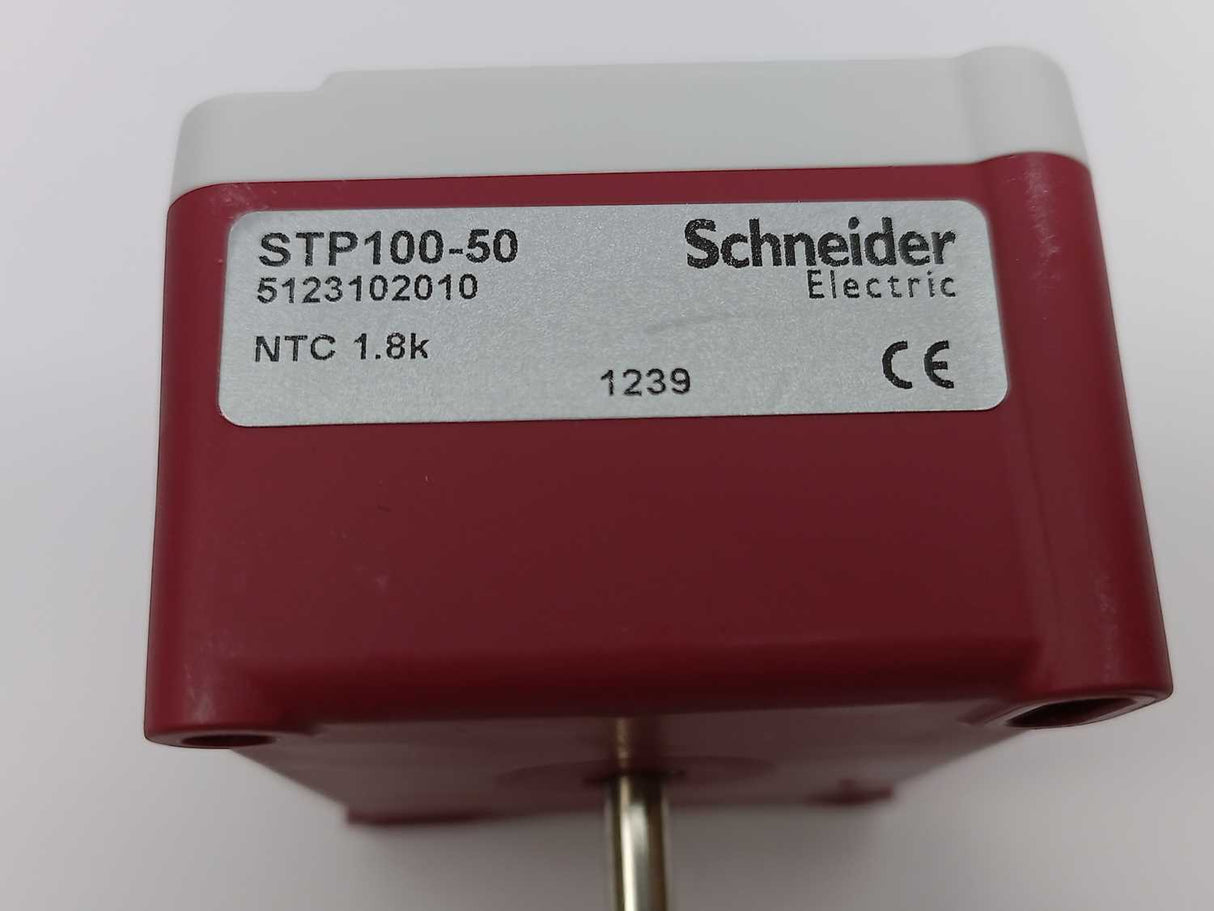 STP100-50
5123102010
NTC 1.8k
Schneider
Electric
1239
CE